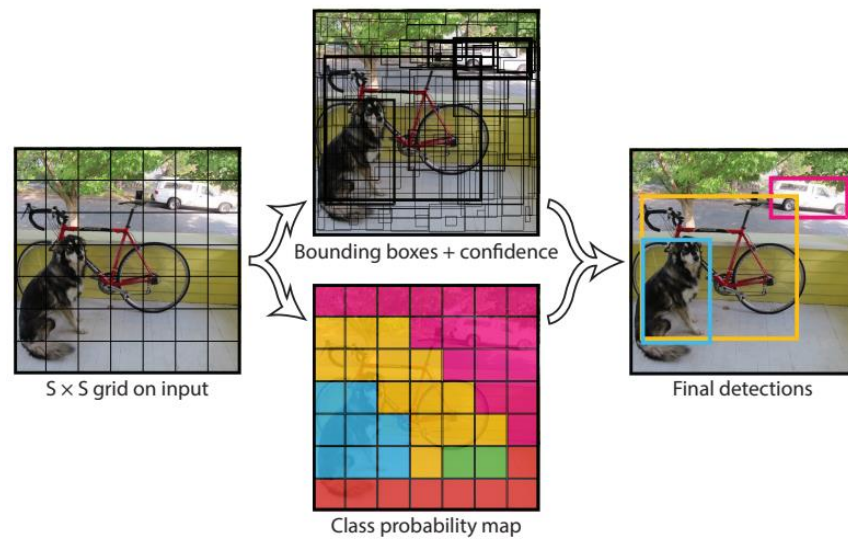 Bounding boxes + confidence
S × S grid on input
Final detections
Class probability map